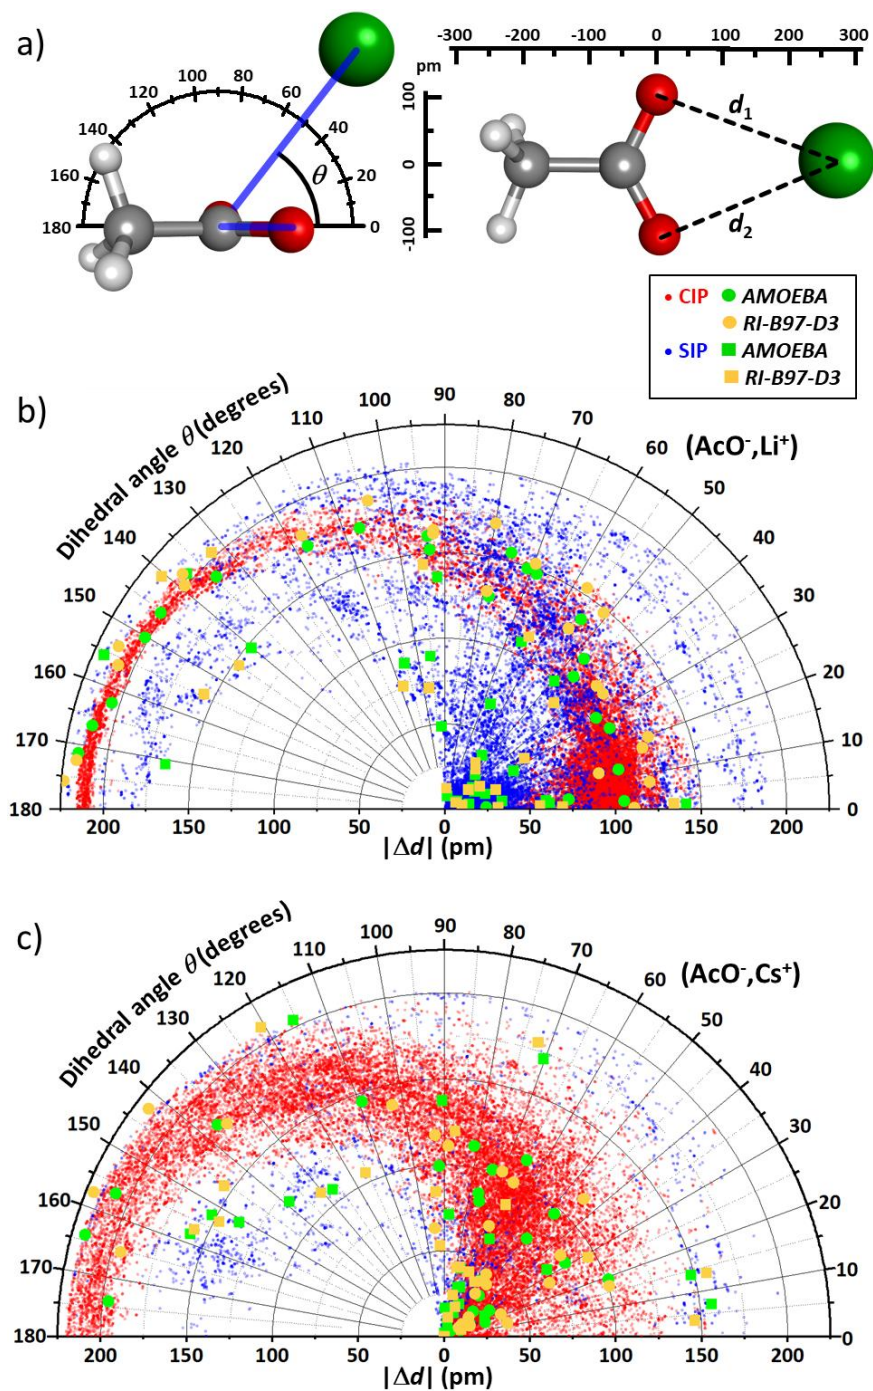 a)
-300 -200 -100 0 100 200 300
pm
100
0
-100
180 160 140 120 100 80 60 40 20 0
θ
d1
d2
CIP AMOEBA
RI-B97-D3
SIP AMOEBA
RI-B97-D3
b)
Dihedral angle θ(degrees)
(AcO-,Li+)
180 170 160 150 140 130 120 110 100 90 80 70 60 50 40 30 20 10 0
200 150 100 50 0 50 100 150 200
|Δd| (pm)
c)
Dihedral angle θ(degrees)
(AcO-,Cs+)
180 170 160 150 140 130 120 110 100 90 80 70 60 50 40 30 20 10 0
200 150 100 50 0 50 100 150 200
|Δd| (pm)